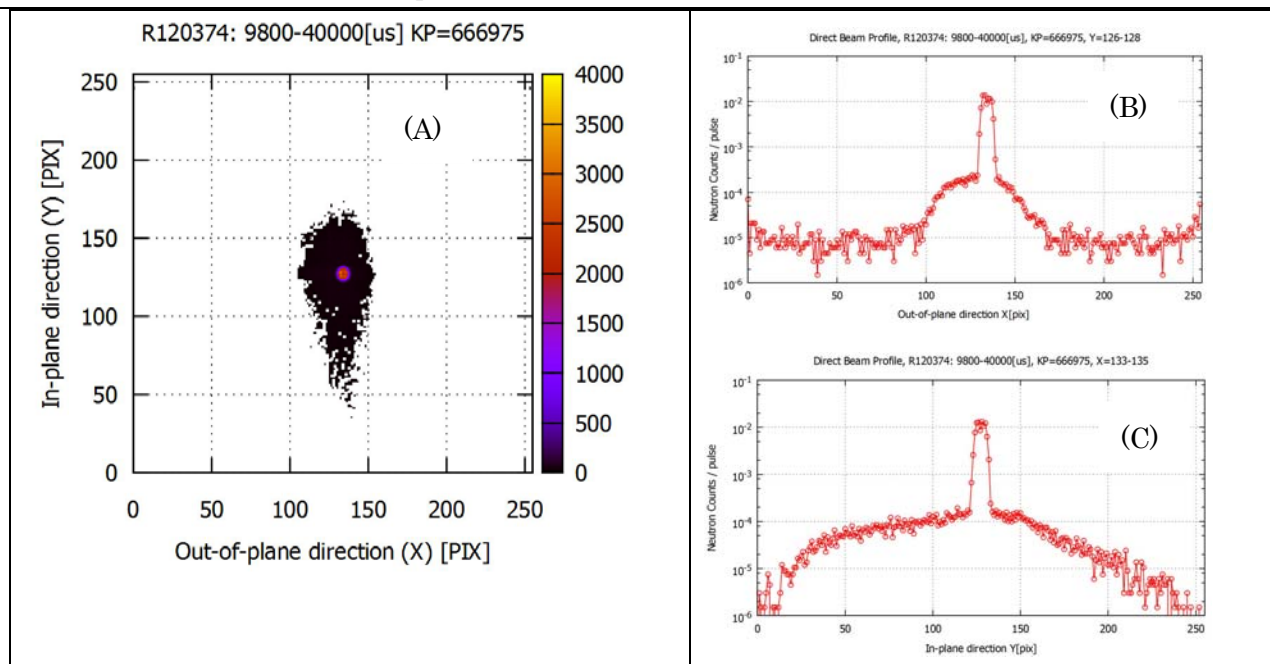 R120374: 9800-40000[us] KP=666975
(A)
In-plane direction (Y) [PIX]
250
200
150
100
50
0
0 50 100 150 200 250
Out-of-plane direction (X) [PIX]
4000
3500
3000
2500
2000
1500
1000
500
0
Direct Beam Profile, R120374: 9800-40000[us], KP=666975, Y=126-128
(B)
Neutron Counts / pulse
10-1
10-2
10-3
10-4
10-5
10-6
0 50 100 150 200 250
Out-of-plane direction X[pix]
Direct Beam Profile, R120374: 9800-40000[us], KP=666975, X=133-135
(C)
Neutron Counts / pulse
10-1
10-2
10-3
10-4
10-5
10-6
0 50 100 150 200 250
In-plane direction Y[pix]